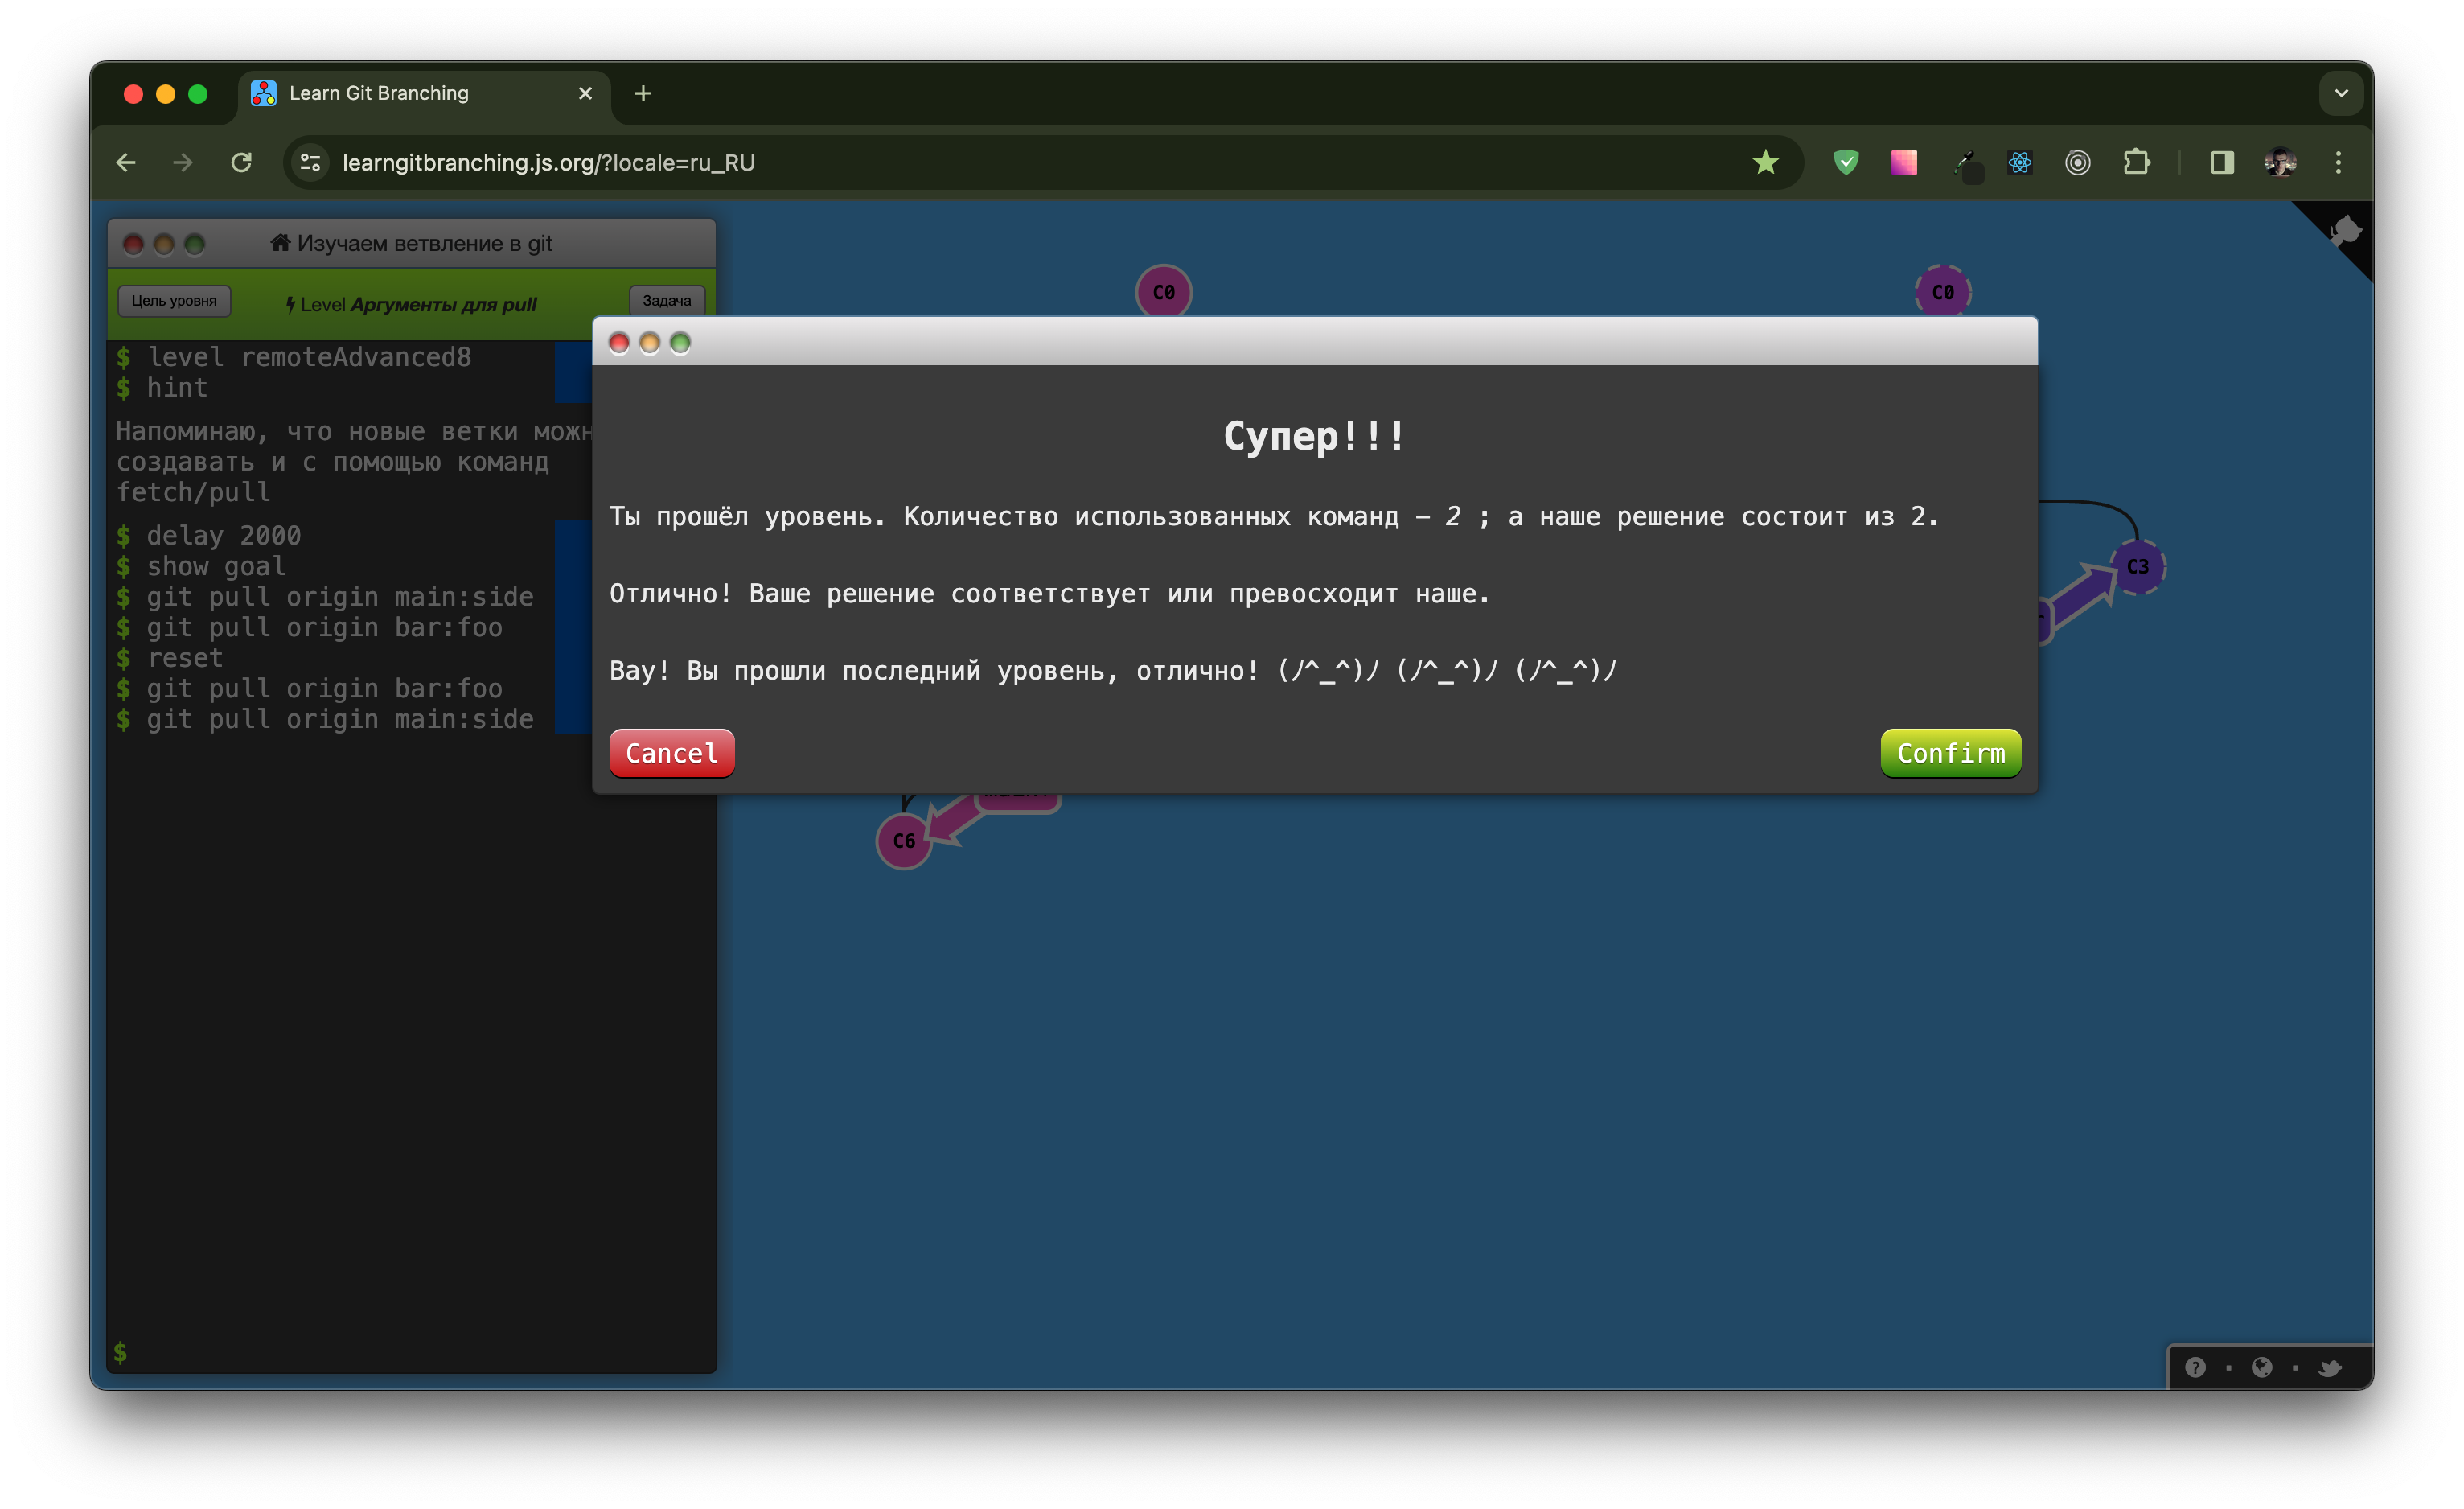 Learn Git Branching
learngitbranching.js.org/?locale=ru_RU
Изучаем ветвление в git
Цель уровня
Level Аргументы для pull
Задача
$ level remoteAdvanced8
$ hint
Напоминаю, что новые ветки можн
создавать и с помощью команд
fetch/pull
$ delay 2000
$ show goal
$ git pull origin main:side
$ git pull origin bar:foo
$ reset
$ git pull origin bar:foo
$ git pull origin main:side
$
C0
C0
C3
Супер!!!
Ты прошёл уровень. Количество использованных команд – 2 ; а наше решение состоит из 2.
Отлично! Ваше решение соответствует или превосходит наше.
Вау! Вы прошли последний уровень, отлично! (ﾉ^_^)ﾉ (ﾉ^_^)ﾉ (ﾉ^_^)ﾉ
Cancel
Confirm
C6